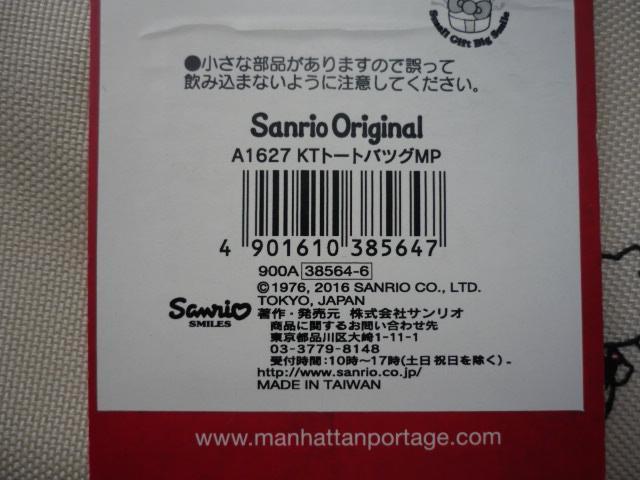 Small Gift Big Smile
●小さな部品がありますので誤って
飲み込まないように注意してください。
Sanrio Original
A1627 KTトートバッグMP
4 901610 385647
900A 38564-6
©1976, 2016 SANRIO CO., LTD.
TOKYO, JAPAN
Sanrio
SMILES
著作・発売元 株式会社サンリオ
商品に関するお問い合わせ先
東京都品川区大崎1-11-1
03-3779-8148
受付時間:10時〜17時(土日祝日を除く)
http://www.sanrio.co.jp/
MADE IN TAIWAN
www.manhattanportage.com